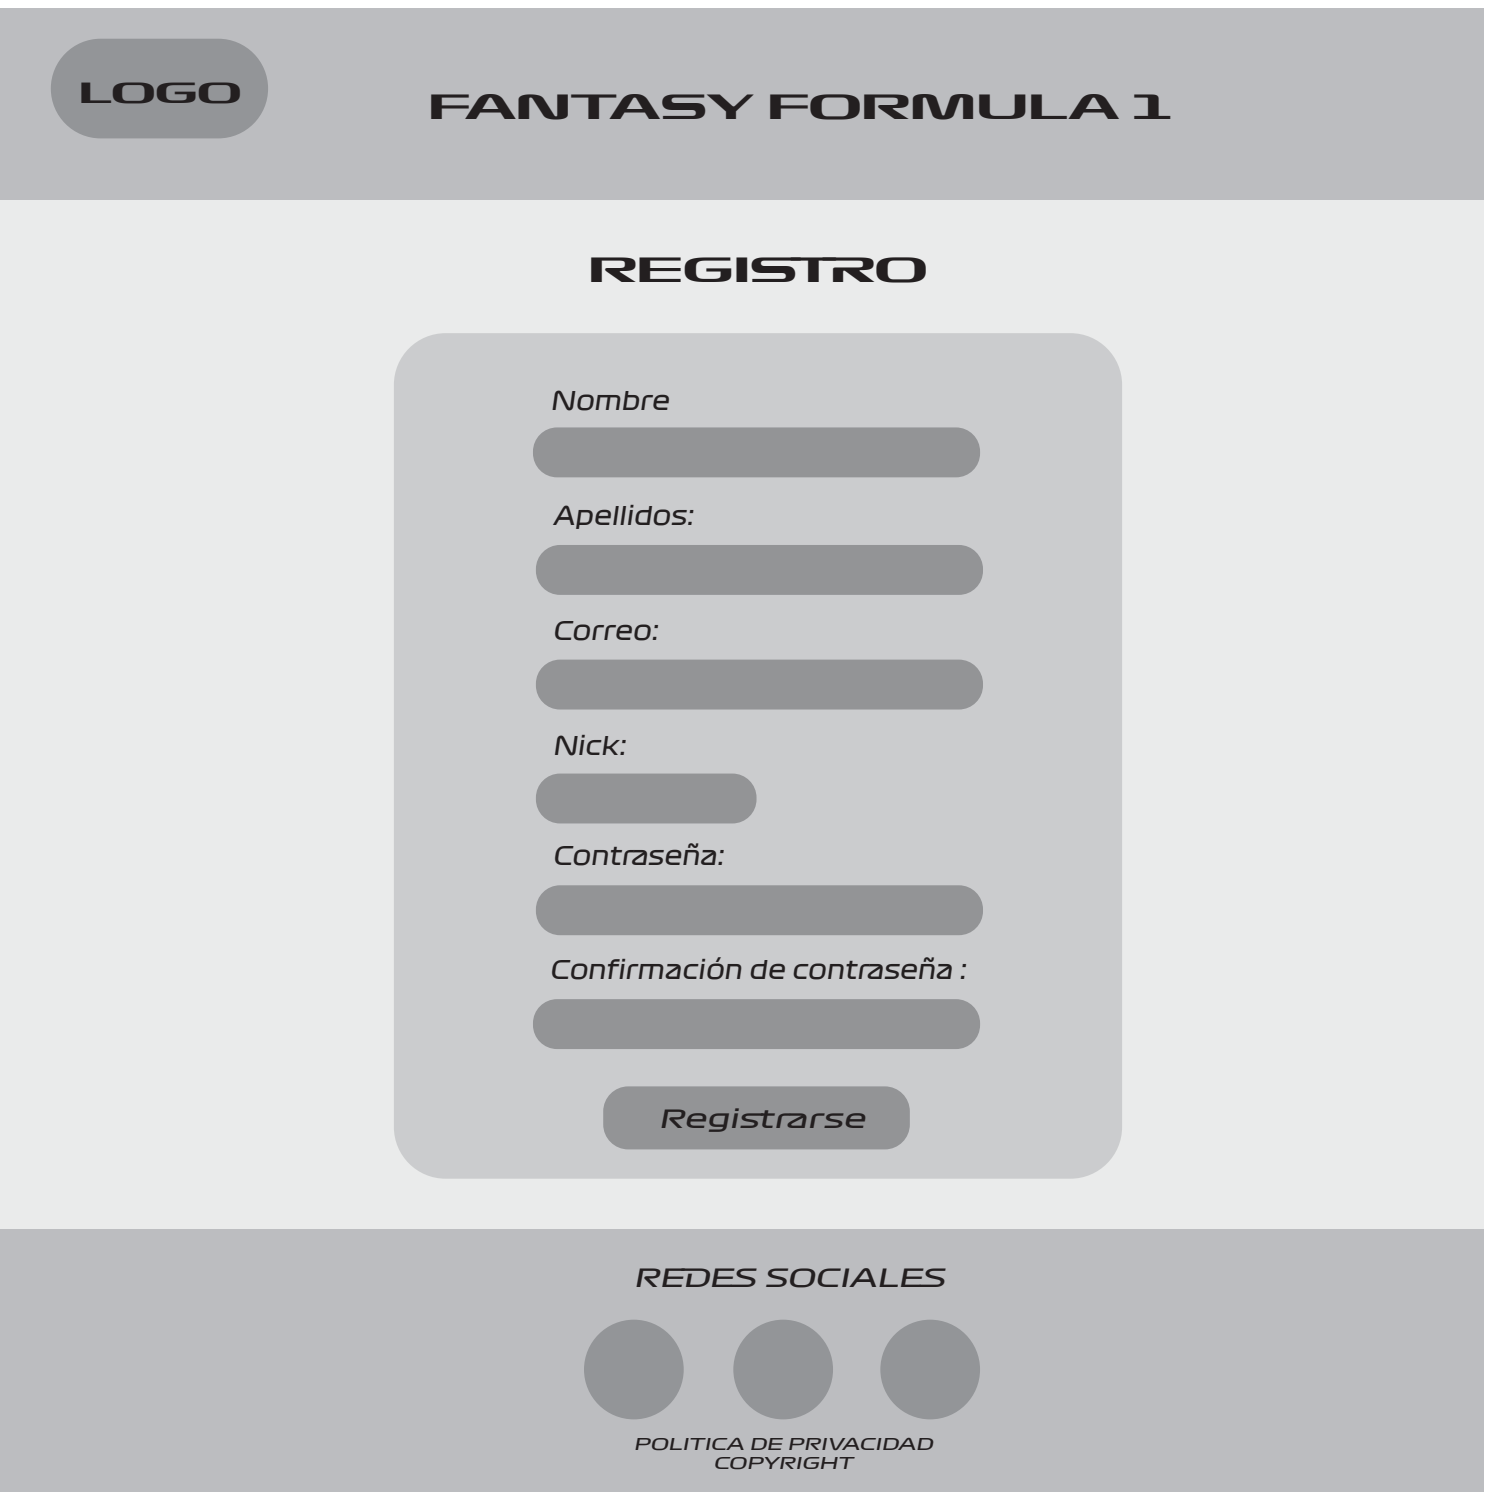 LOGO
FANTASY FORMULA 1
REGISTRO
Nombre
Apellidos:
Correo:
Nick:
Contraseña:
Confirmación de contraseña :
Registrarse
REDES SOCIALES
POLITICA DE PRIVACIDAD
COPYRIGHT